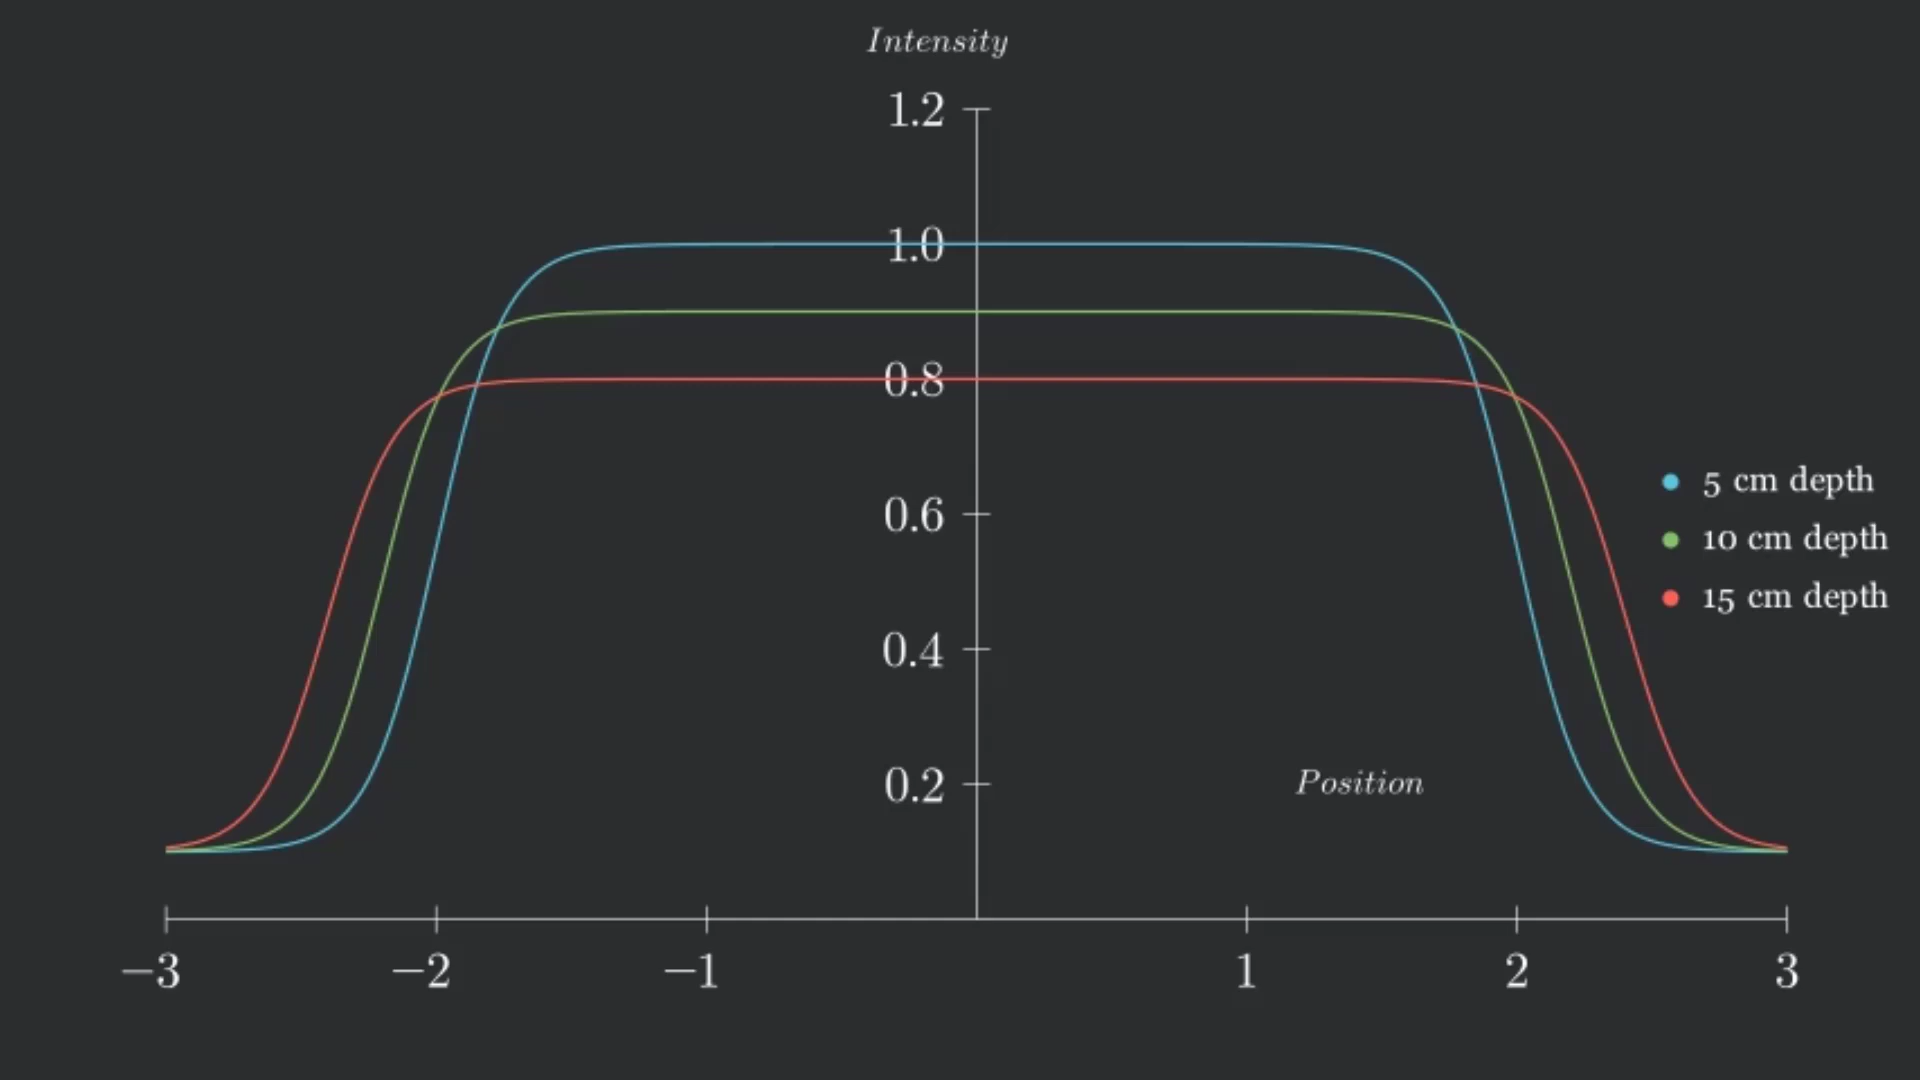 Intensity
1.2
1.0
0.8
0.6
0.4
0.2
Position
5 cm depth
10 cm depth
15 cm depth
−3 −2 −1 1 2 3